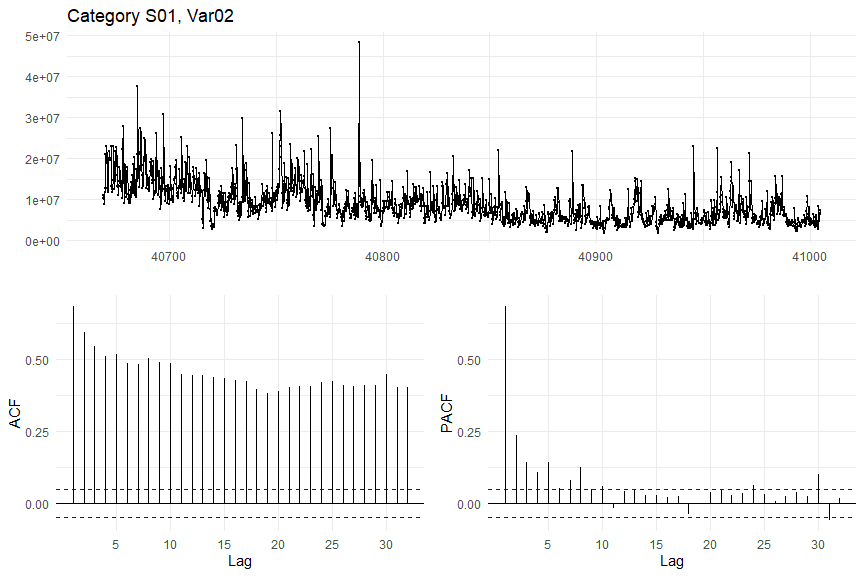 Category S01, Var02
5e+07
4e+07
3e+07
2e+07
1e+07
0e+00
40700 40800 40900 41000
ACF
0.50
0.25
0.00
5 10 15 20 25 30
Lag
PACF
0.50
0.25
0.00
5 10 15 20 25 30
Lag